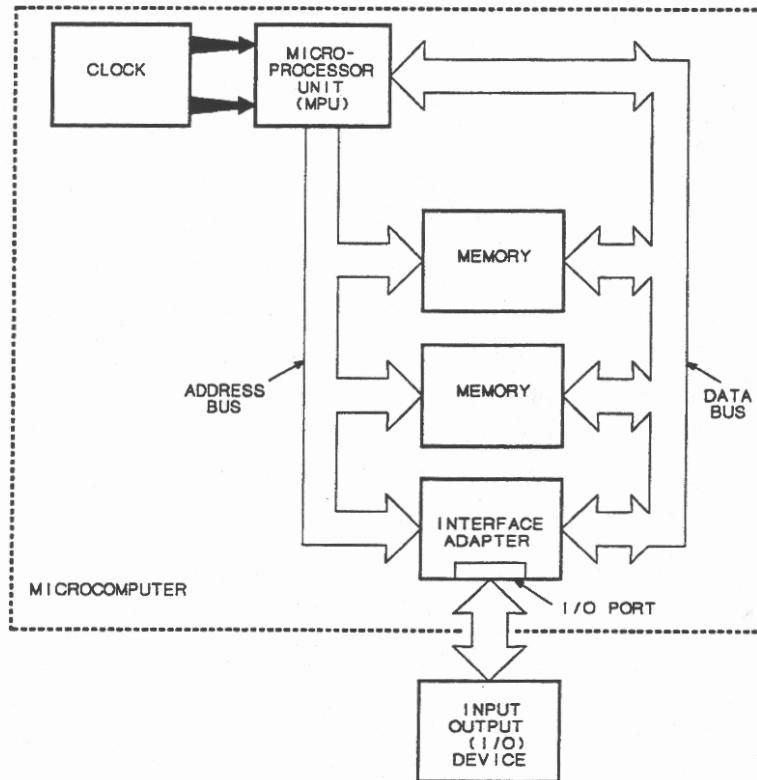 CLOCK
MICRO-
PROCESSOR
UNIT
(MPU)
MEMORY
MEMORY
ADDRESS
BUS
DATA
BUS
INTERFACE
ADAPTER
I/O PORT
MICROCOMPUTER
INPUT
OUTPUT
(I/O)
DEVICE